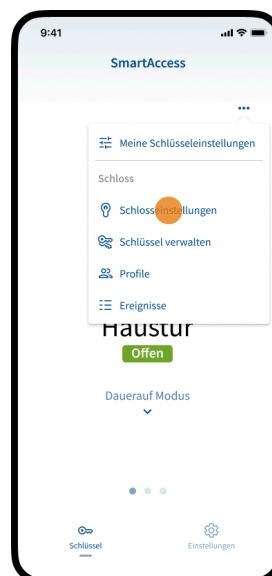 9:41
SmartAccess
Meine Schlüsseleinstellungen
Schloss
Schlosseinstellungen
Schlüssel verwalten
Profile
Ereignisse
Haustür
Offen
Dauerauf Modus
Schlüssel
Einstellungen